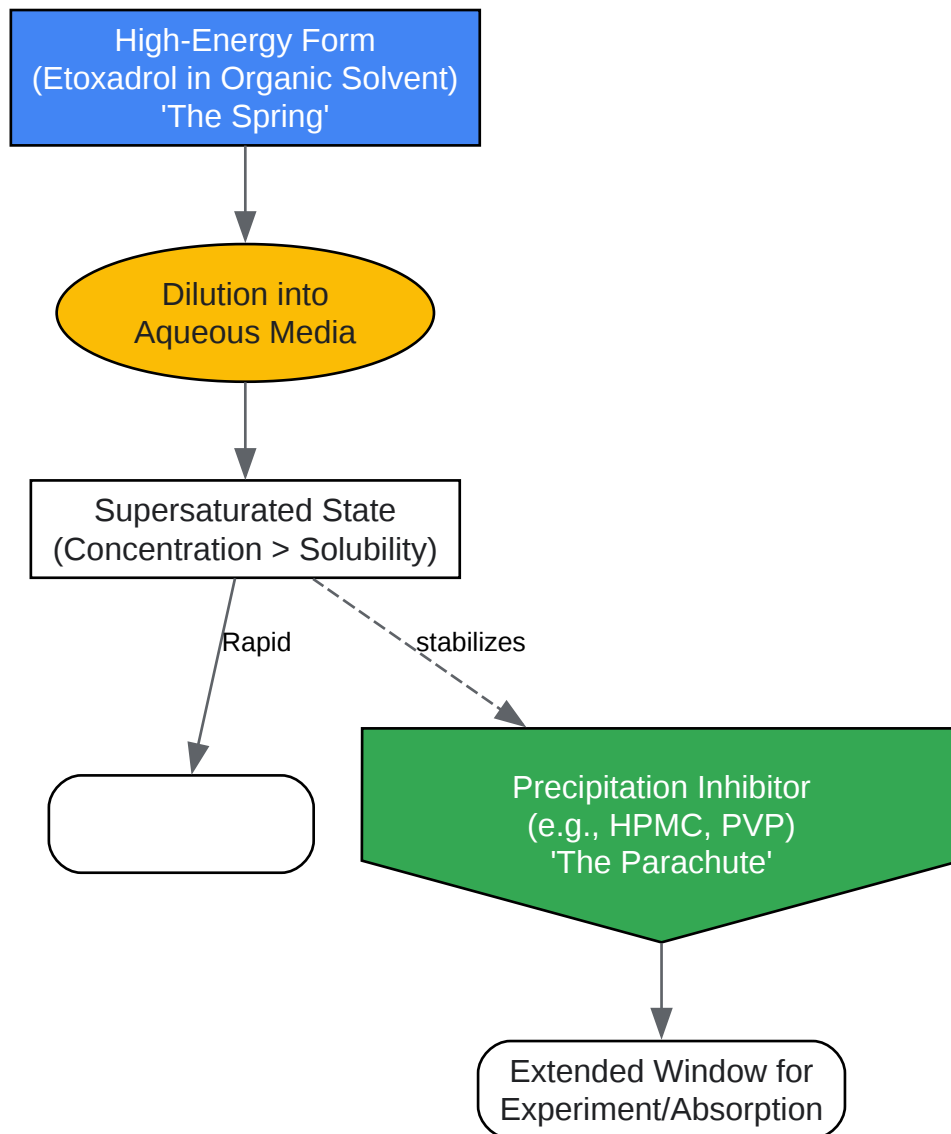 High-Energy Form
(Etoxadrol in Organic Solvent)
'The Spring'
Dilution into
Aqueous Media
Supersaturated State
(Concentration > Solubility)
Rapid
stabilizes
Precipitation Inhibitor
(e.g., HPMC, PVP)
'The Parachute'
Extended Window for
Experiment/Absorption